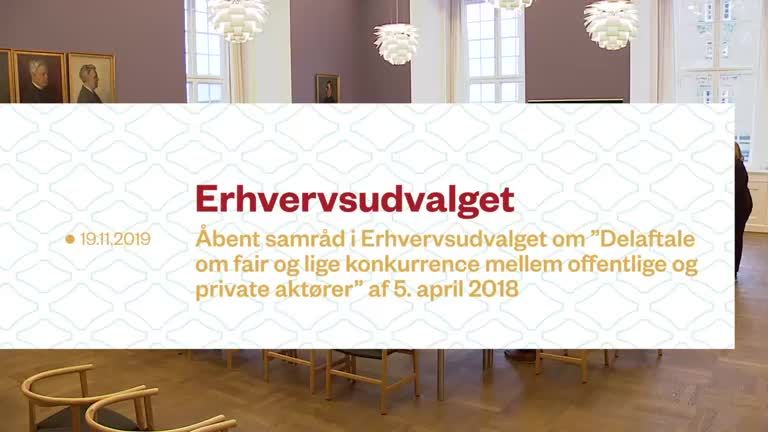 Erhvervsudvalget
19.11.2019
Åbent samråd i Erhvervsudvalget om ”Delaftale
om fair og lige konkurrence mellem offentlige og
private aktører” af 5. april 2018